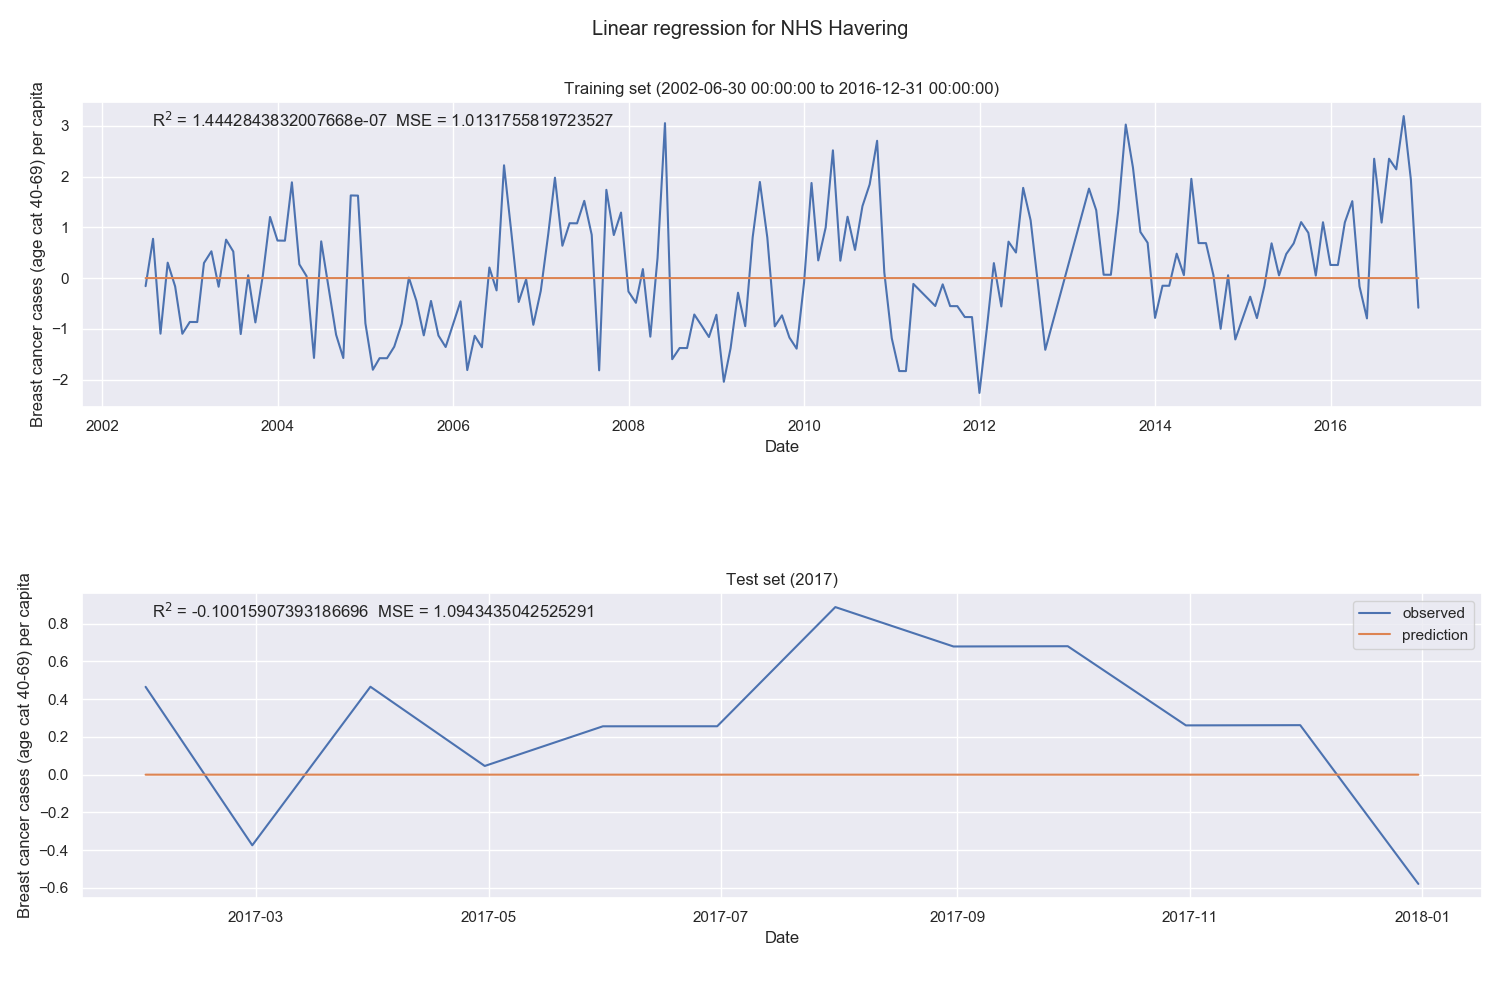 Linear regression for NHS Havering
Training set (2002-06-30 00:00:00 to 2016-12-31 00:00:00)
R² = 1.4442843832007668e-07 MSE = 1.0131755819723527
Breast cancer cases (age cat 40-69) per capita
3
2
1
0
−1
−2
2002 2004 2006 2008 2010 2012 2014 2016
Date
Test set (2017)
R² = -0.10015907393186696 MSE = 1.0943435042525291
observed
prediction
Breast cancer cases (age cat 40-69) per capita
0.8
0.6
0.4
0.2
0.0
−0.2
−0.4
−0.6
2017-03 2017-05 2017-07 2017-09 2017-11 2018-01
Date